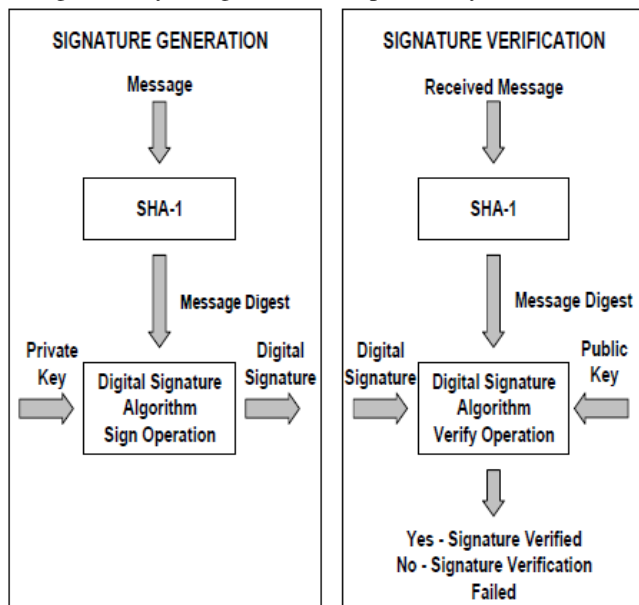 SIGNATURE GENERATION
Message
SHA-1
Message Digest
Private
Key
Digital Signature
Algorithm
Sign Operation
Digital
Signature
SIGNATURE VERIFICATION
Received Message
SHA-1
Message Digest
Digital
Signature
Digital Signature
Algorithm
Verify Operation
Public
Key
Yes - Signature Verified
No - Signature Verification
Failed